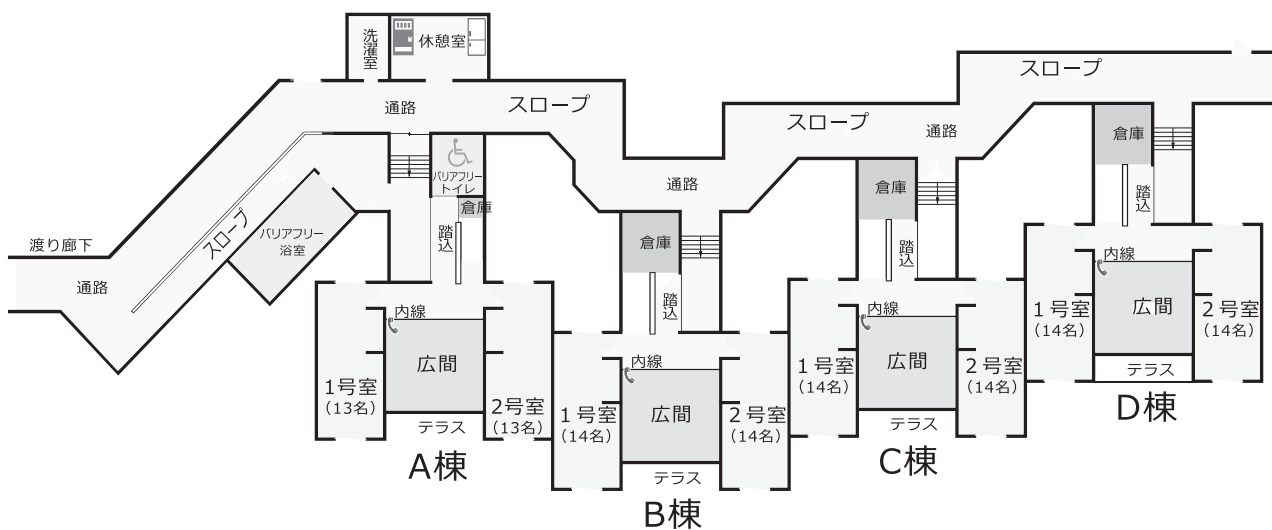 洗濯室
休憩室
通路
スロープ
スロープ
通路
スロープ
バリアフリー
トイレ
倉庫
踏込
渡り廊下
通路
スロープ
バリアフリー
浴室
通路
倉庫
踏込
倉庫
踏込
倉庫
踏込
内線
広間
1号室
(13名)
2号室
(13名)
テラス
A棟
内線
広間
1号室
(14名)
2号室
(14名)
テラス
B棟
内線
広間
1号室
(14名)
2号室
(14名)
テラス
C棟
内線
広間
1号室
(14名)
2号室
(14名)
テラス
D棟